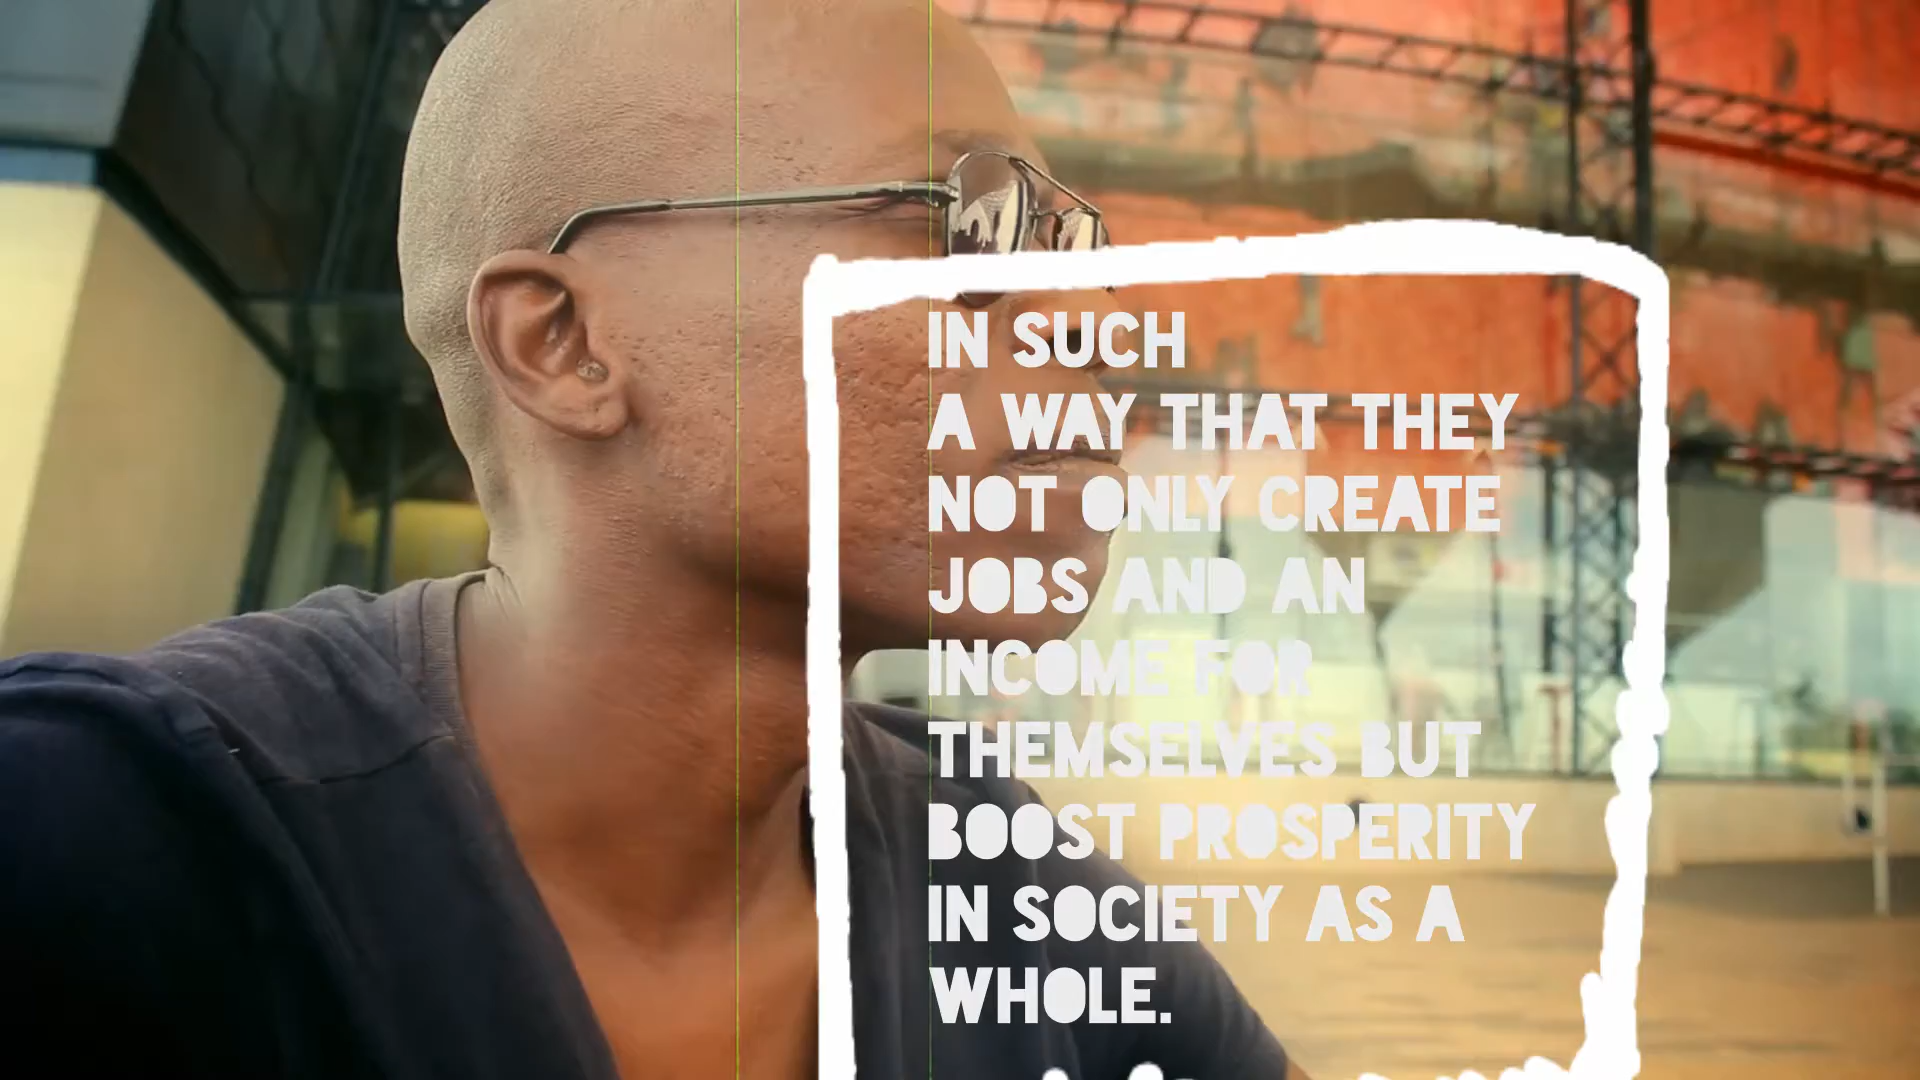 IN SUCH
A WAY THAT THEY
NOT ONLY CREATE
JOBS AND AN
INCOME FOR
THEMSELVES BUT
BOOST PROSPERITY
IN SOCIETY AS A
WHOLE.